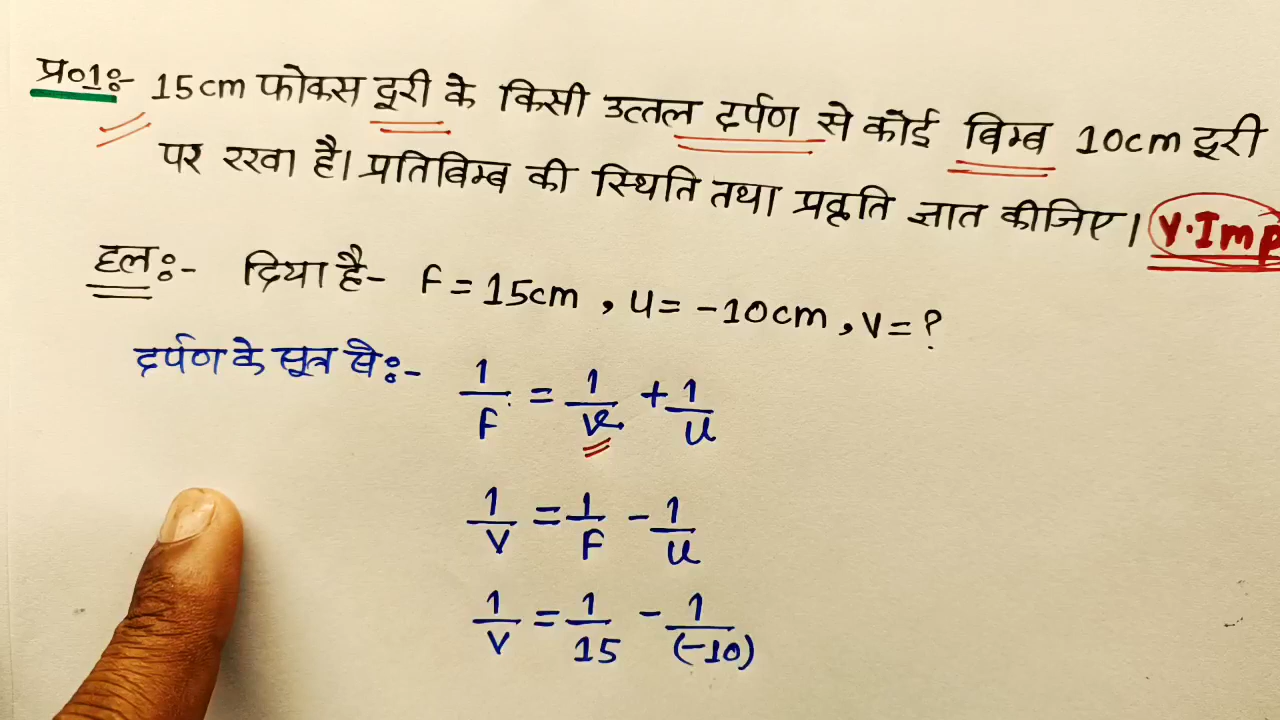 प्र०1:- 15cm फोकस दूरी के किसी उत्तल दर्पण से कोई बिम्ब 10cm दूरी
पर रखा है। प्रतिबिम्ब की स्थिति तथा प्रकृति ज्ञात कीजिए। V.Imp
हल:- दिया है- F = 15cm , u = -10cm , v = ?
दर्पण के सूत्र से:- 1/F = 1/v + 1/u
1/v = 1/F - 1/u
1/v = 1/15 - 1/(-10)